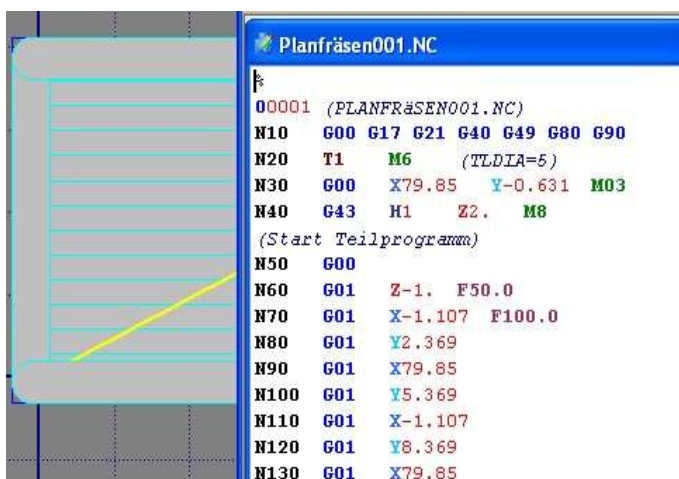 Planfräsen001.NC
%
O0001 (PLANFRäSEN001.NC)
N10 G00 G17 G21 G40 G49 G80 G90
N20 T1 M6 (TLDIA=5)
N30 G00 X79.85 Y-0.631 M03
N40 G43 H1 Z2. M8
(Start Teilprogramm)
N50 G00
N60 G01 Z-1. F50.0
N70 G01 X-1.107 F100.0
N80 G01 Y2.369
N90 G01 X79.85
N100 G01 Y5.369
N110 G01 X-1.107
N120 G01 Y8.369
N130 G01 X79.85